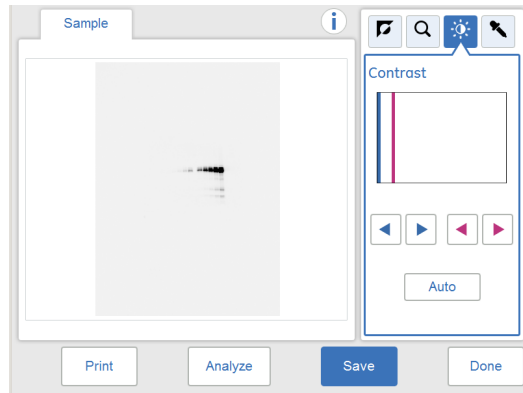 Sample
i
Contrast
Auto
Print
Analyze
Save
Done